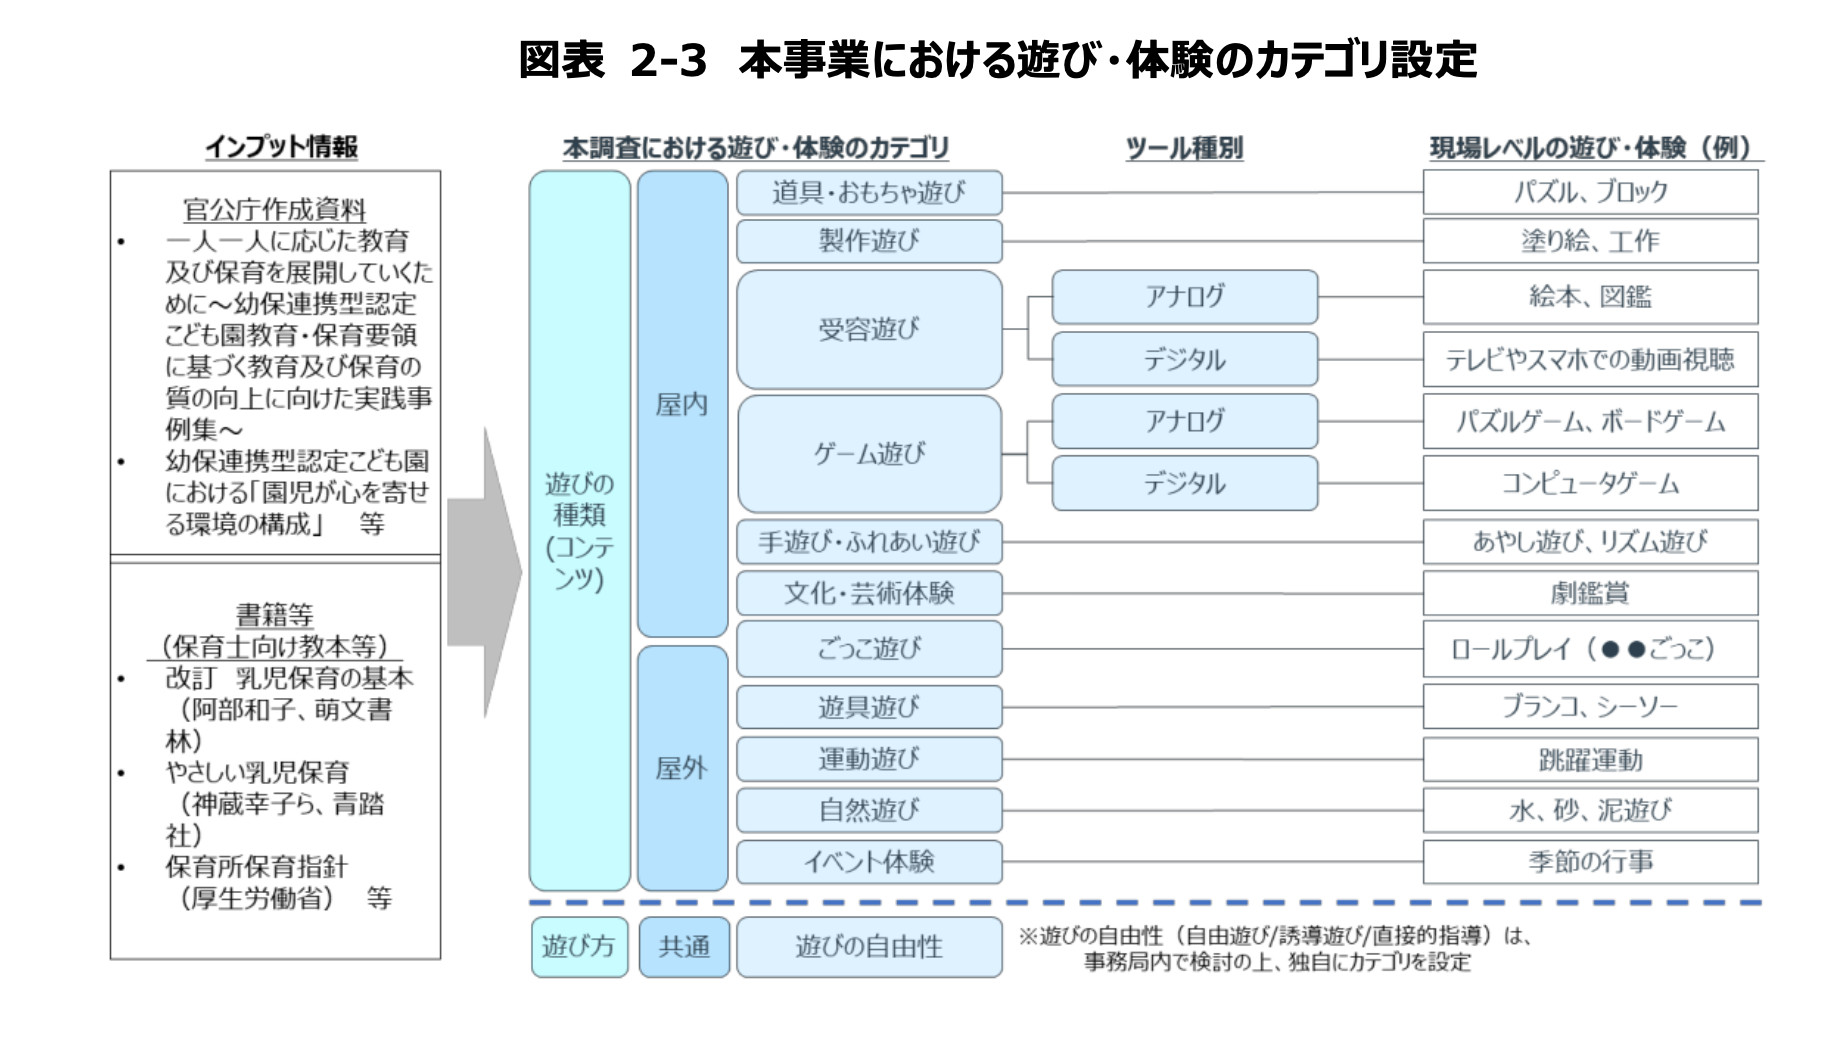 図表 2-3 本事業における遊び・体験のカテゴリ設定
インプット情報
官公庁作成資料
• 一人一人に応じた教育
及び保育を展開していくた
めに～幼保連携型認定
こども園教育・保育要領
に基づく教育及び保育の
質の向上に向けた実践事
例集～
• 幼保連携型認定こども園
における「園児が心を寄せ
る環境の構成」 等
書籍等
（保育士向け教本等）
• 改訂 乳児保育の基本
（阿部和子、萌文書
林）
• やさしい乳児保育
（神蔵幸子ら、青踏
社）
• 保育所保育指針
（厚生労働省） 等
本調査における遊び・体験のカテゴリ
ツール種別
現場レベルの遊び・体験（例）
遊びの
種類
(コンテ
ンツ)
屋内
道具・おもちゃ遊び
パズル、ブロック
製作遊び
塗り絵、工作
受容遊び
アナログ
絵本、図鑑
デジタル
テレビやスマホでの動画視聴
ゲーム遊び
アナログ
パズルゲーム、ボードゲーム
デジタル
コンピュータゲーム
手遊び・ふれあい遊び
あやし遊び、リズム遊び
文化・芸術体験
劇鑑賞
ごっこ遊び
ロールプレイ（●●ごっこ）
屋外
遊具遊び
ブランコ、シーソー
運動遊び
跳躍運動
自然遊び
水、砂、泥遊び
イベント体験
季節の行事
遊び方
共通
遊びの自由性
※遊びの自由性（自由遊び/誘導遊び/直接的指導）は、
事務局内で検討の上、独自にカテゴリを設定